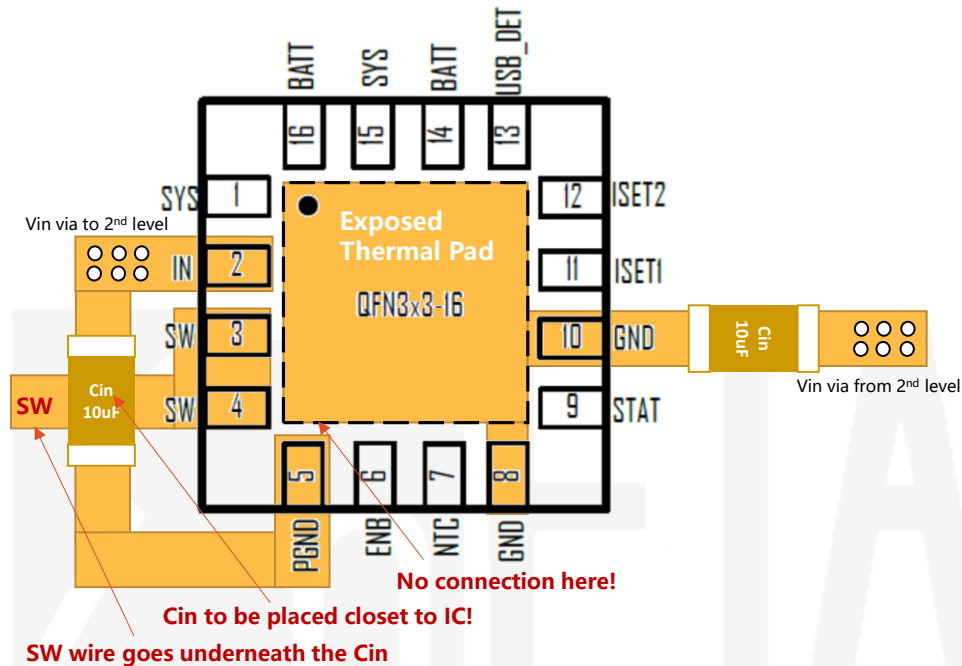 BATT
SYS
BATT
USB_DET
16
15
14
13
SYS
1
12
ISET2
Vin via to 2nd level
Exposed
Thermal Pad
IN
2
11
ISET1
QFN3x3-16
SW
3
10
GND
Cin
10uF
Vin via from 2nd level
SW
Cin
10uF
SW
4
9
STAT
5
6
7
8
PGND
ENB
NTC
GND
No connection here!
Cin to be placed closet to IC!
SW wire goes underneath the Cin